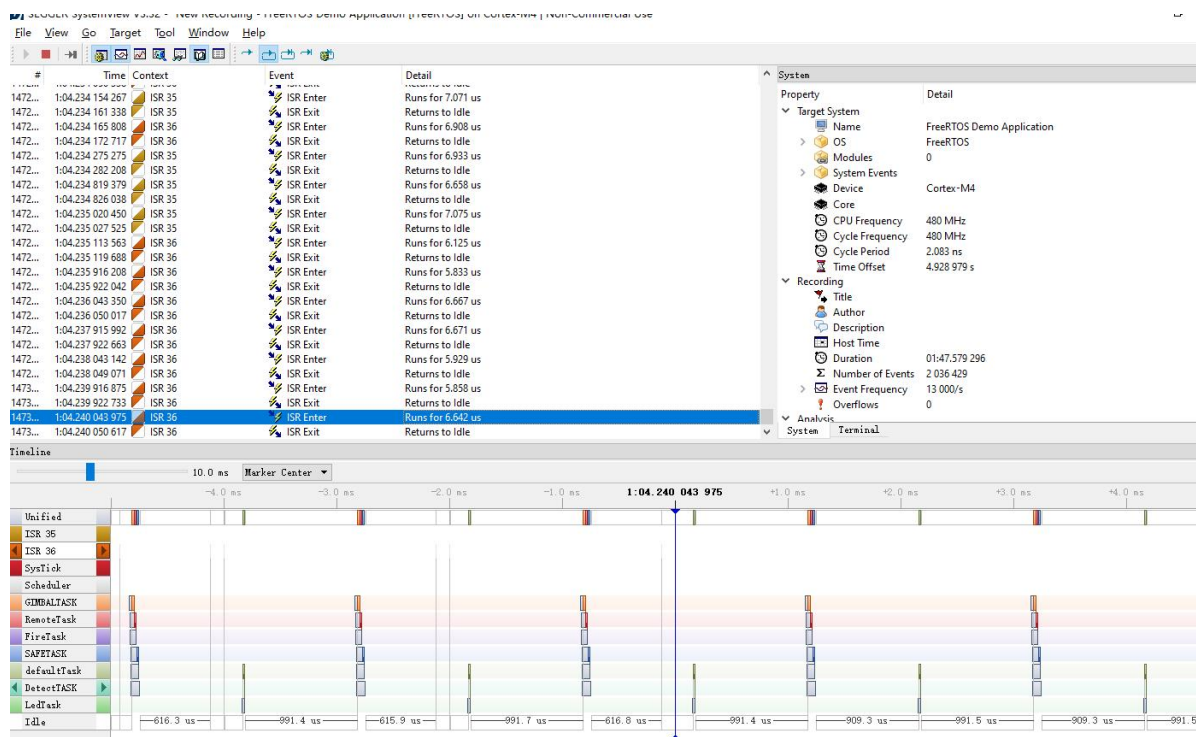 SEGGER SystemView V3.52 - New Recording - FreeRTOS Demo Application [FreeRTOS] on Cortex-M4 | Non-Commercial Use
File View Go Target Tool Window Help
# Time Context Event Detail
1472... 1:04.234 154 267 ISR 35 ISR Enter Runs for 7.071 us
1472... 1:04.234 161 338 ISR 35 ISR Exit Returns to Idle
1472... 1:04.234 165 808 ISR 36 ISR Enter Runs for 6.908 us
1472... 1:04.234 172 717 ISR 36 ISR Exit Returns to Idle
1472... 1:04.234 275 275 ISR 35 ISR Enter Runs for 6.933 us
1472... 1:04.234 282 208 ISR 35 ISR Exit Returns to Idle
1472... 1:04.234 819 379 ISR 35 ISR Enter Runs for 6.658 us
1472... 1:04.234 826 038 ISR 35 ISR Exit Returns to Idle
1472... 1:04.235 020 450 ISR 35 ISR Enter Runs for 7.075 us
1472... 1:04.235 027 525 ISR 35 ISR Exit Returns to Idle
1472... 1:04.235 113 563 ISR 36 ISR Enter Runs for 6.125 us
1472... 1:04.235 119 688 ISR 36 ISR Exit Returns to Idle
1472... 1:04.235 916 208 ISR 36 ISR Enter Runs for 5.833 us
1472... 1:04.235 922 042 ISR 36 ISR Exit Returns to Idle
1472... 1:04.236 043 350 ISR 36 ISR Enter Runs for 6.667 us
1472... 1:04.236 050 017 ISR 36 ISR Exit Returns to Idle
1472... 1:04.237 915 992 ISR 36 ISR Enter Runs for 6.671 us
1472... 1:04.237 922 663 ISR 36 ISR Exit Returns to Idle
1472... 1:04.238 043 142 ISR 36 ISR Enter Runs for 5.929 us
1472... 1:04.238 049 071 ISR 36 ISR Exit Returns to Idle
1473... 1:04.239 916 875 ISR 36 ISR Enter Runs for 5.858 us
1473... 1:04.239 922 733 ISR 36 ISR Exit Returns to Idle
1473... 1:04.240 043 975 ISR 36 ISR Enter Runs for 6.642 us
1473... 1:04.240 050 617 ISR 36 ISR Exit Returns to Idle
System
Property Detail
Target System
Name FreeRTOS Demo Application
OS FreeRTOS
Modules 0
System Events
Device Cortex-M4
Core
CPU Frequency 480 MHz
Cycle Frequency 480 MHz
Cycle Period 2.083 ns
Time Offset 4.928 979 s
Recording
Title
Author
Description
Host Time
Duration 01:47.579 296
Σ Number of Events 2 036 429
Event Frequency 13 000/s
Overflows 0
Analysis
System Terminal
Timeline
10.0 ms Marker Center
-4.0 ms -3.0 ms -2.0 ms -1.0 ms 1:04.240 043 975 +1.0 ms +2.0 ms +3.0 ms +4.0 ms
Unified
ISR 35
ISR 36
SysTick
Scheduler
GIMBALTASK
RemoteTask
FireTask
SAFETASK
defaultTask
DetectTASK
LedTask
Idle 616.3 us 991.4 us 615.9 us 991.7 us 616.8 us 991.4 us 909.3 us 991.5 us 909.3 us 991.5